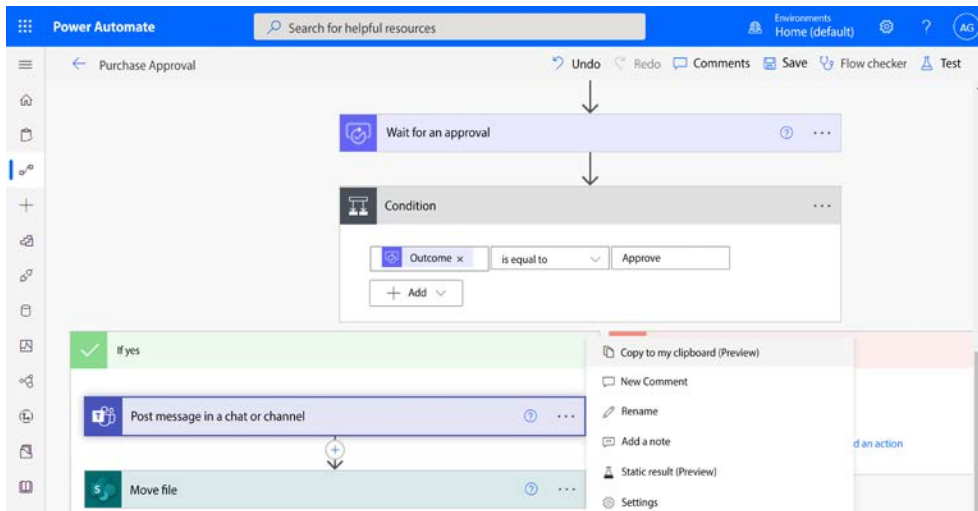 Power Automate
Search for helpful resources
Environments
Home (default)
?
AG
Purchase Approval
Undo
Redo
Comments
Save
Flow checker
Test
Wait for an approval
Condition
Outcome ×
is equal to
Approve
+ Add
If yes
Copy to my clipboard (Preview)
New Comment
Post message in a chat or channel
Rename
Add a note
d an action
Static result (Preview)
Move file
Settings